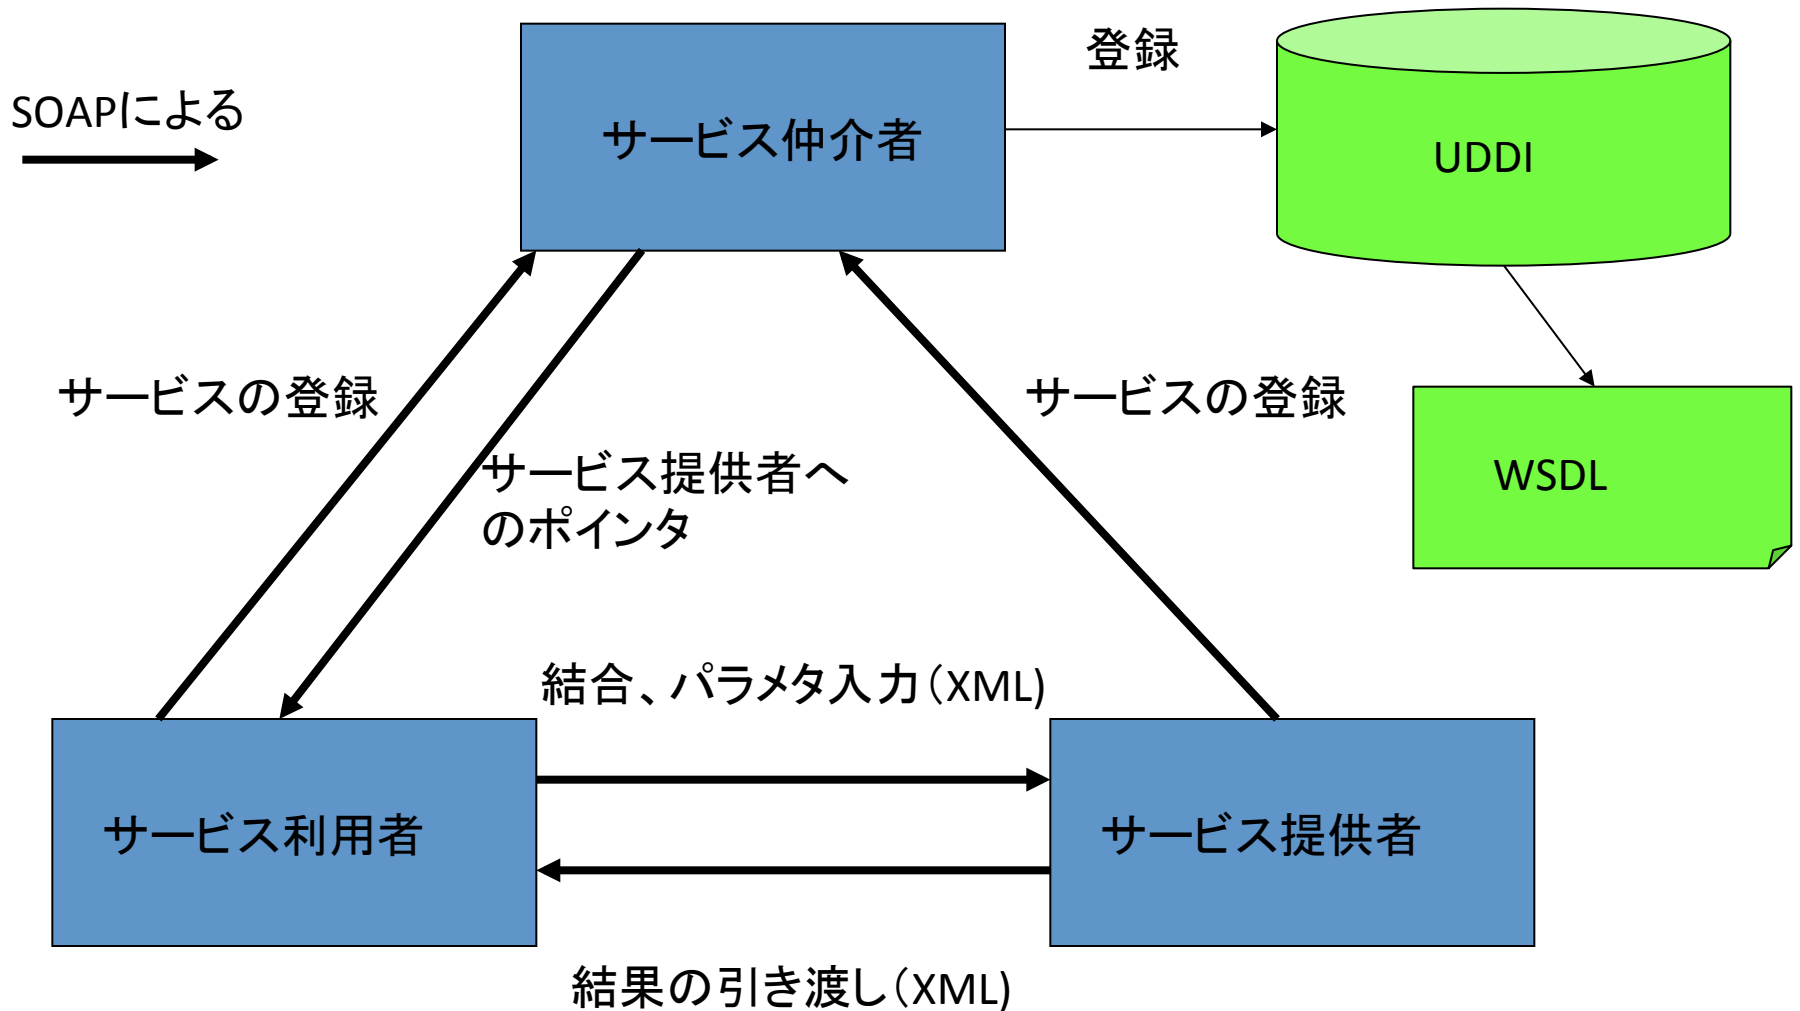 登録
SOAPによる
サービス仲介者
UDDI
サービスの登録
サービスの登録
サービス提供者へ
のポインタ
WSDL
結合、パラメタ入力(XML)
サービス利用者
サービス提供者
結果の引き渡し(XML)